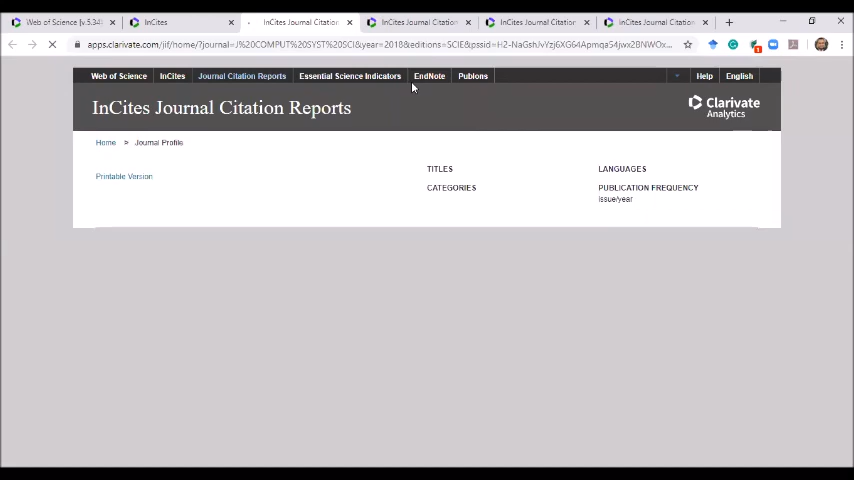 Web of Science [v.5.34]
InCites
InCites Journal Citation
InCites Journal Citation
InCites Journal Citation
InCites Journal Citation
apps.clarivate.com/jif/home/?journal=J%20COMPUT%20SYST%20SCI&year=2018&editions=SCIE&pssid=H2-NaGshJvYzj6XG64Apmqa54jwx2BNWOx...
1
Web of Science InCites Journal Citation Reports Essential Science Indicators EndNote Publons Help English
InCites Journal Citation Reports
Clarivate
Analytics
Home > Journal Profile
Printable Version
TITLES
CATEGORIES
LANGUAGES
PUBLICATION FREQUENCY
issue/year